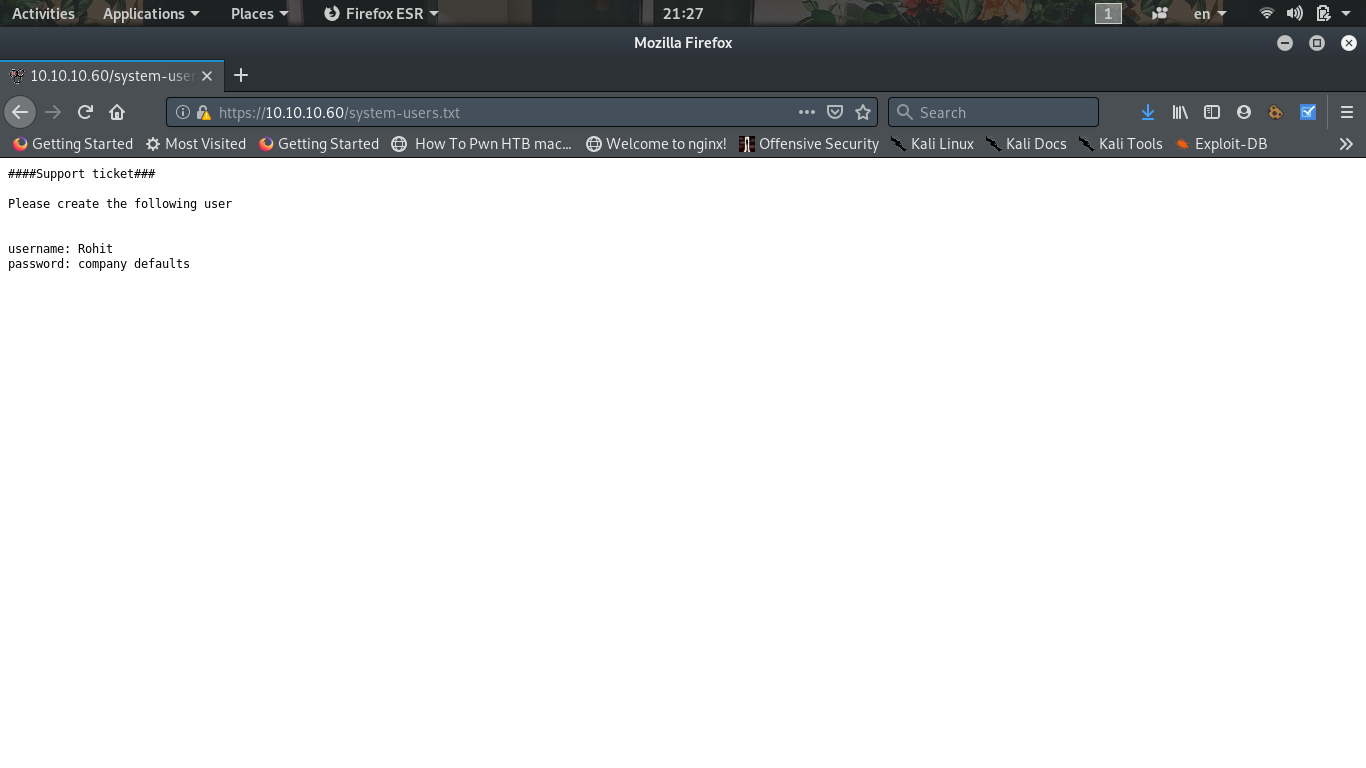 Activities Applications Places Firefox ESR 21:27 1 en
Mozilla Firefox
10.10.10.60/system-user
https://10.10.10.60/system-users.txt Search
Getting Started Most Visited Getting Started How To Pwn HTB mac... Welcome to nginx! Offensive Security Kali Linux Kali Docs Kali Tools Exploit-DB
####Support ticket###
Please create the following user
username: Rohit
password: company defaults